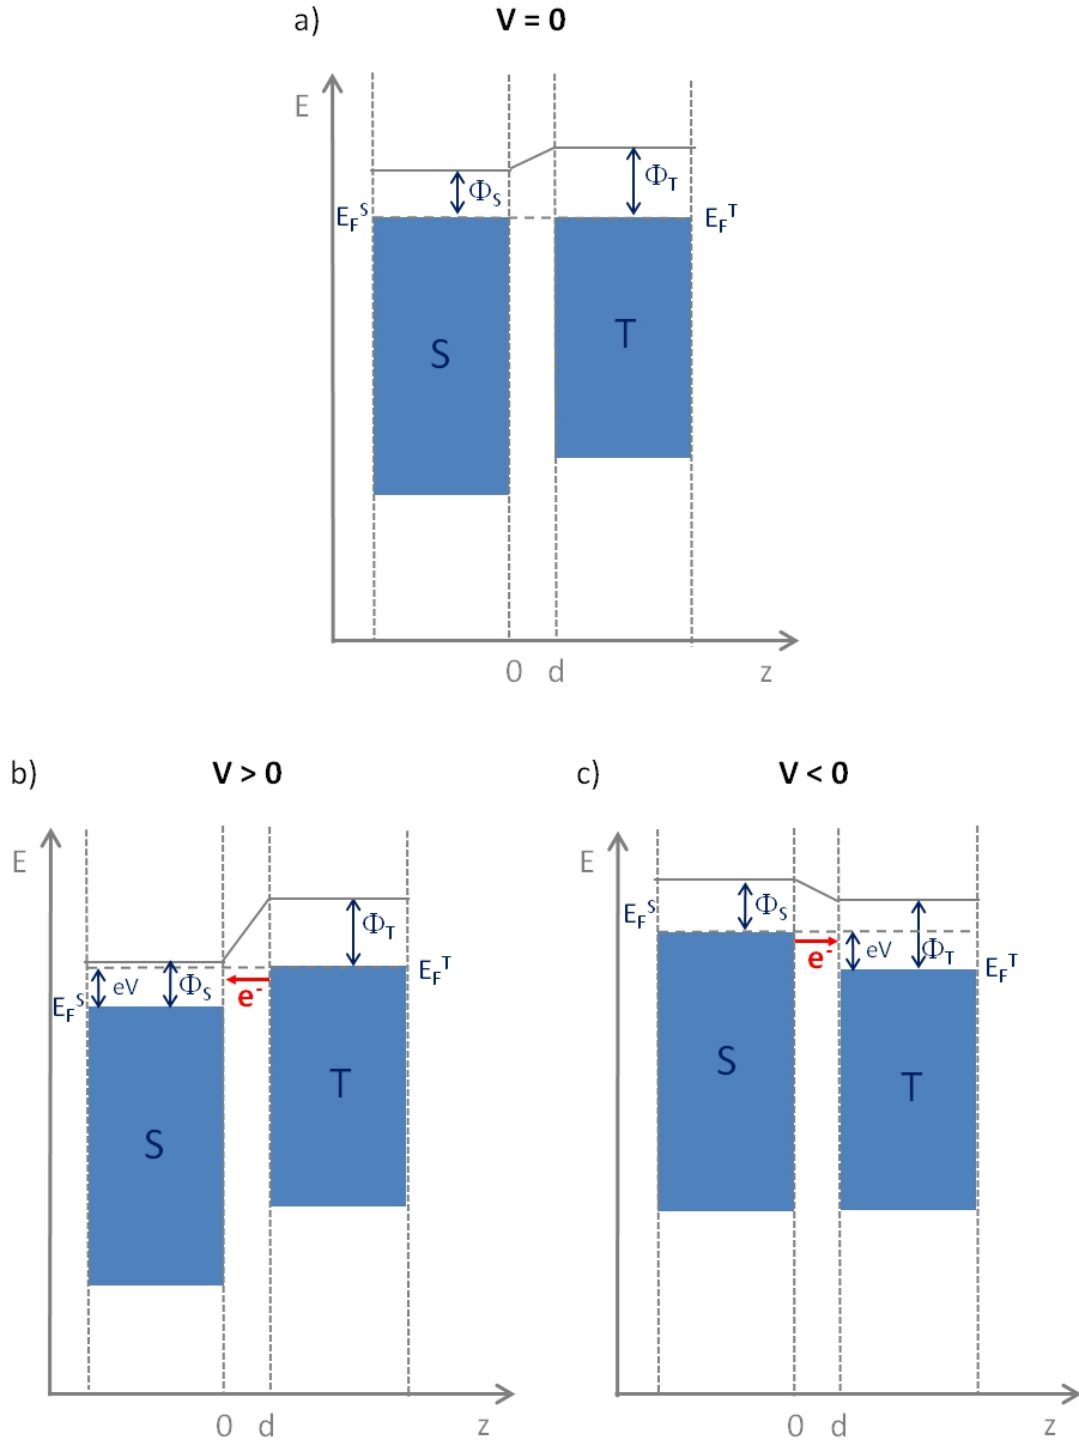 a) V = 0
E
Φ_S Φ_T
E_F^S E_F^T
S T
0 d z
b) V > 0
E
Φ_T
eV Φ_S E_F^T
E_F^S e⁻
S T
0 d z
c) V < 0
E
E_F^S Φ_S
e⁻ eV Φ_T E_F^T
S T
0 d z